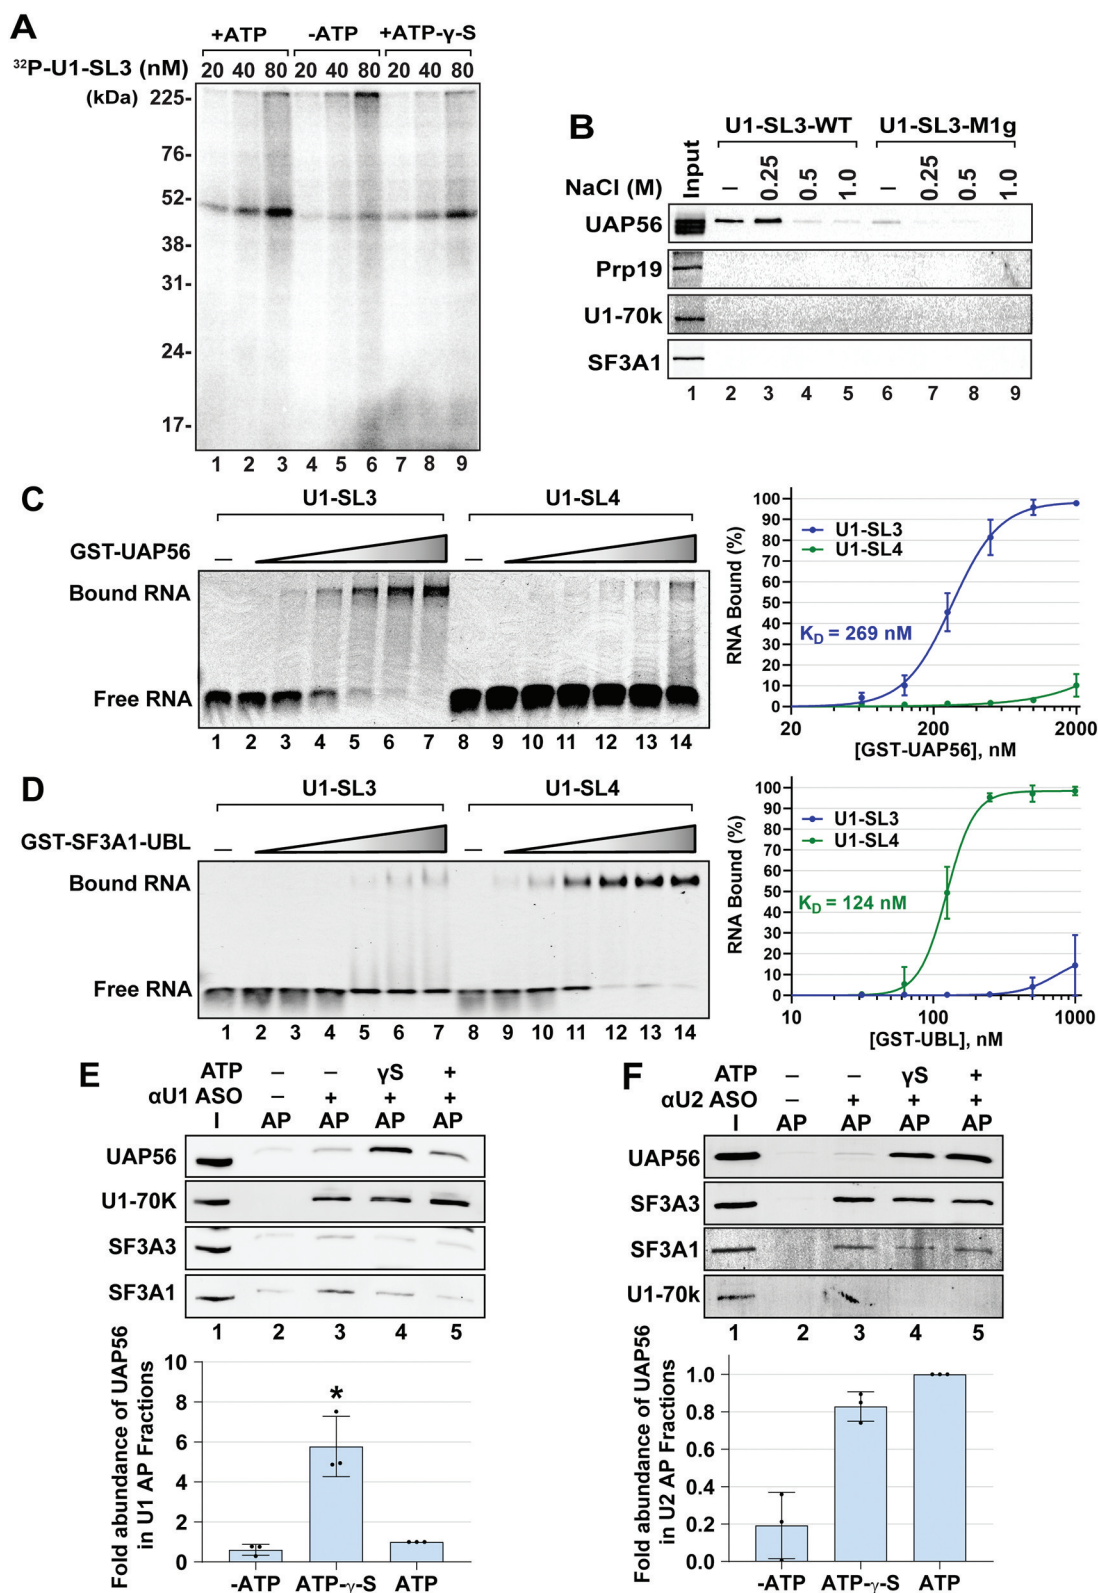 A
+ATP -ATP +ATP-γ-S
³²P-U1-SL3 (nM) 20 40 80 20 40 80 20 40 80
(kDa) 225-
76-
52-
38-
31-
24-
17-
1 2 3 4 5 6 7 8 9
B
U1-SL3-WT U1-SL3-M1g
NaCl (M) Input – 0.25 0.5 1.0 – 0.25 0.5 1.0
UAP56
Prp19
U1-70k
SF3A1
1 2 3 4 5 6 7 8 9
C
U1-SL3 U1-SL4
GST-UAP56 — —
Bound RNA
Free RNA
1 2 3 4 5 6 7 8 9 10 11 12 13 14
RNA Bound (%)
100
90
80
70
60
50
40
30
20
10
0
U1-SL3
U1-SL4
K_D = 269 nM
20 200 2000
[GST-UAP56], nM
D
U1-SL3 U1-SL4
GST-SF3A1-UBL — —
Bound RNA
Free RNA
1 2 3 4 5 6 7 8 9 10 11 12 13 14
RNA Bound (%)
100
90
80
70
60
50
40
30
20
10
0
U1-SL3
U1-SL4
K_D = 124 nM
10 100 1000
[GST-UBL], nM
E
ATP – – γS +
αU1 ASO – + + +
I AP AP AP AP
UAP56
U1-70K
SF3A3
SF3A1
1 2 3 4 5
Fold abundance of UAP56
in U1 AP Fractions
10
8
6
4
2
0
*
-ATP ATP-γ-S ATP
F
ATP – – γS +
αU2 ASO – + + +
I AP AP AP AP
UAP56
SF3A3
SF3A1
U1-70k
1 2 3 4 5
Fold abundance of UAP56
in U2 AP Fractions
1.0
0.8
0.6
0.4
0.2
0.0
-ATP ATP-γ-S ATP